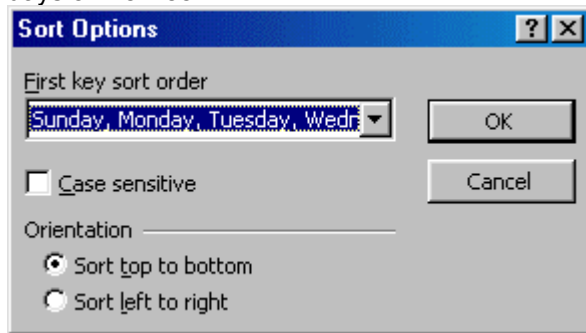 Sort Options
First key sort order
Sunday, Monday, Tuesday, Wedn
OK
Case sensitive
Cancel
Orientation
Sort top to bottom
Sort left to right